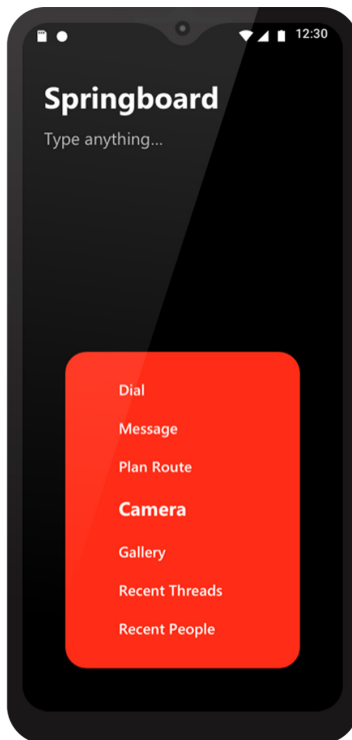 12:30
Springboard
Type anything...
Dial
Message
Plan Route
Camera
Gallery
Recent Threads
Recent People